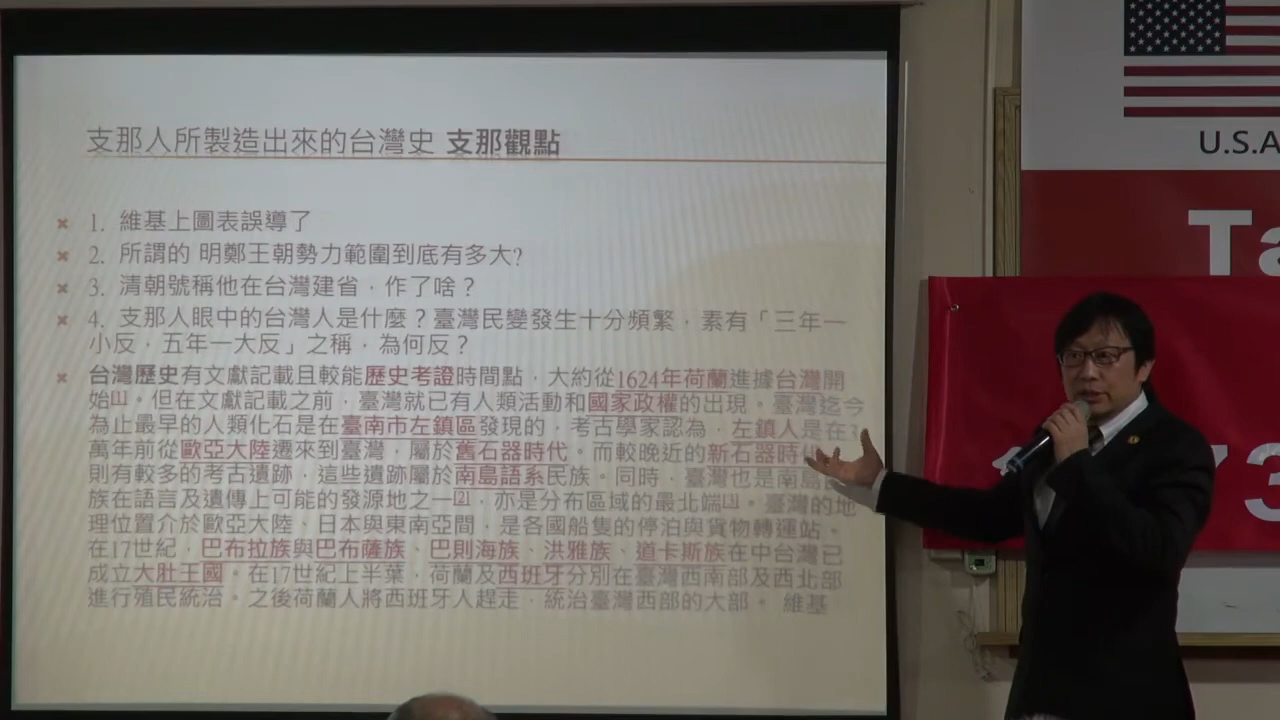 支那人所製造出來的台灣史 支那觀點
1. 維基上圖表誤導了
2. 所謂的 明鄭王朝勢力範圍到底有多大?
3. 清朝號稱他在台灣建省，作了啥？
4. 支那人眼中的台灣人是什麼？臺灣民變發生十分頻繁，素有「三年一
小反，五年一大反」之稱，為何反？
台灣歷史有文獻記載且較能歷史考證時間點，大約從1624年荷蘭進據台灣開
始[1]。但在文獻記載之前，臺灣就已有人類活動和國家政權的出現。臺灣迄今
為止最早的人類化石是在臺南市左鎮區發現的，考古學家認為，左鎮人是在3
萬年前從歐亞大陸遷來到臺灣，屬於舊石器時代。而較晚近的新石器時
則有較多的考古遺跡，這些遺跡屬於南島語系民族。同時，臺灣也是南島
族在語言及遺傳上可能的發源地之一[2]，亦是分布區域的最北端[3]。臺灣的地
理位置介於歐亞大陸、日本與東南亞間，是各國船隻的停泊與貨物轉運站。
在17世紀，巴布拉族與巴布薩族、巴則海族、洪雅族、道卡斯族在中台灣已
成立大肚王國。在17世紀上半葉，荷蘭及西班牙分別在臺灣西南部及西北部
進行殖民統治。之後荷蘭人將西班牙人趕走，統治臺灣西部的大部。 維基
U.S.A
Ta
73